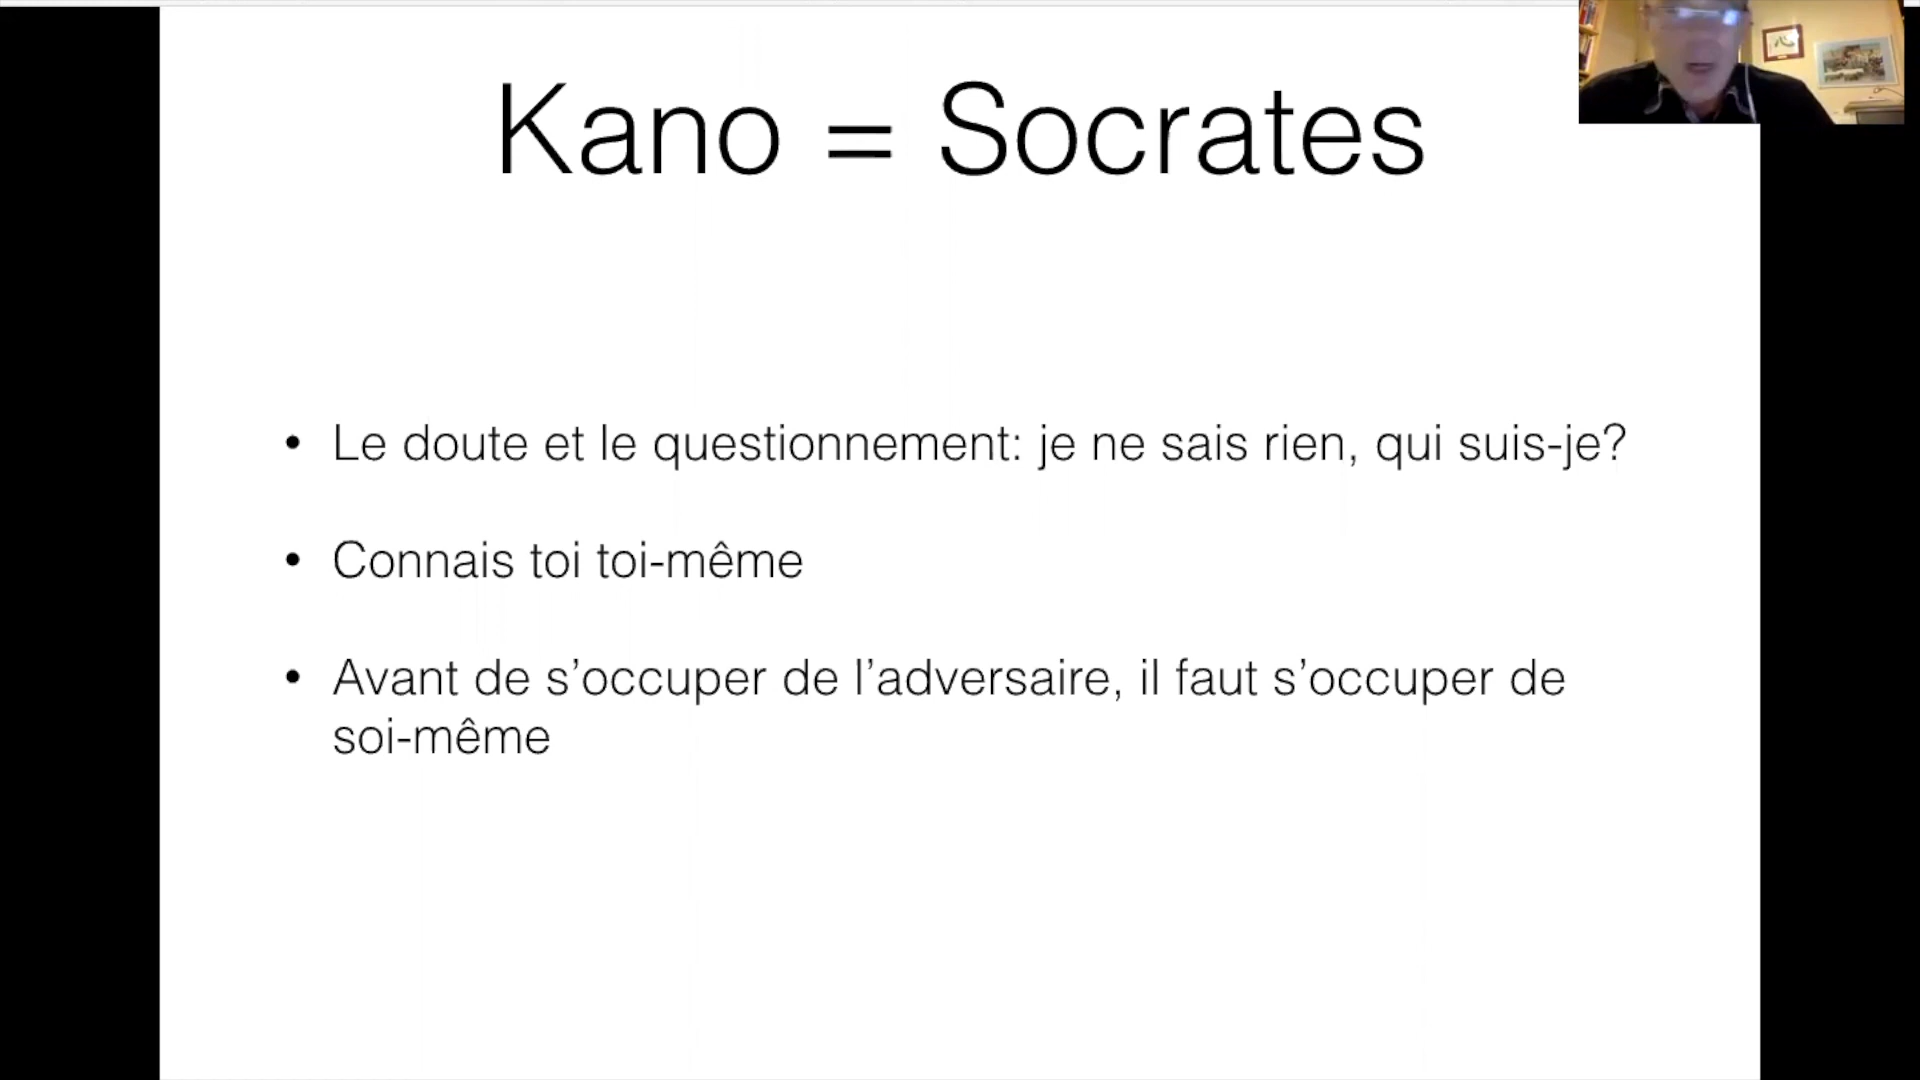 Kano = Socrates
• Le doute et le questionnement: je ne sais rien, qui suis-je?
• Connais toi toi-même
• Avant de s’occuper de l’adversaire, il faut s’occuper de
soi-même